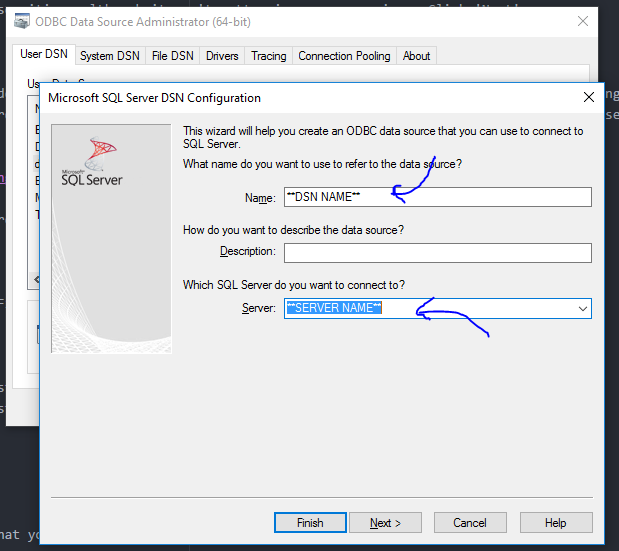 ODBC Data Source Administrator (64-bit)
User DSN System DSN File DSN Drivers Tracing Connection Pooling About
Microsoft SQL Server DSN Configuration
Microsoft
SQL Server
This wizard will help you create an ODBC data source that you can use to connect to
SQL Server.
What name do you want to use to refer to the data source?
Name: **DSN NAME**
How do you want to describe the data source?
Description:
Which SQL Server do you want to connect to?
Server: **SERVER NAME**
Finish Next > Cancel Help